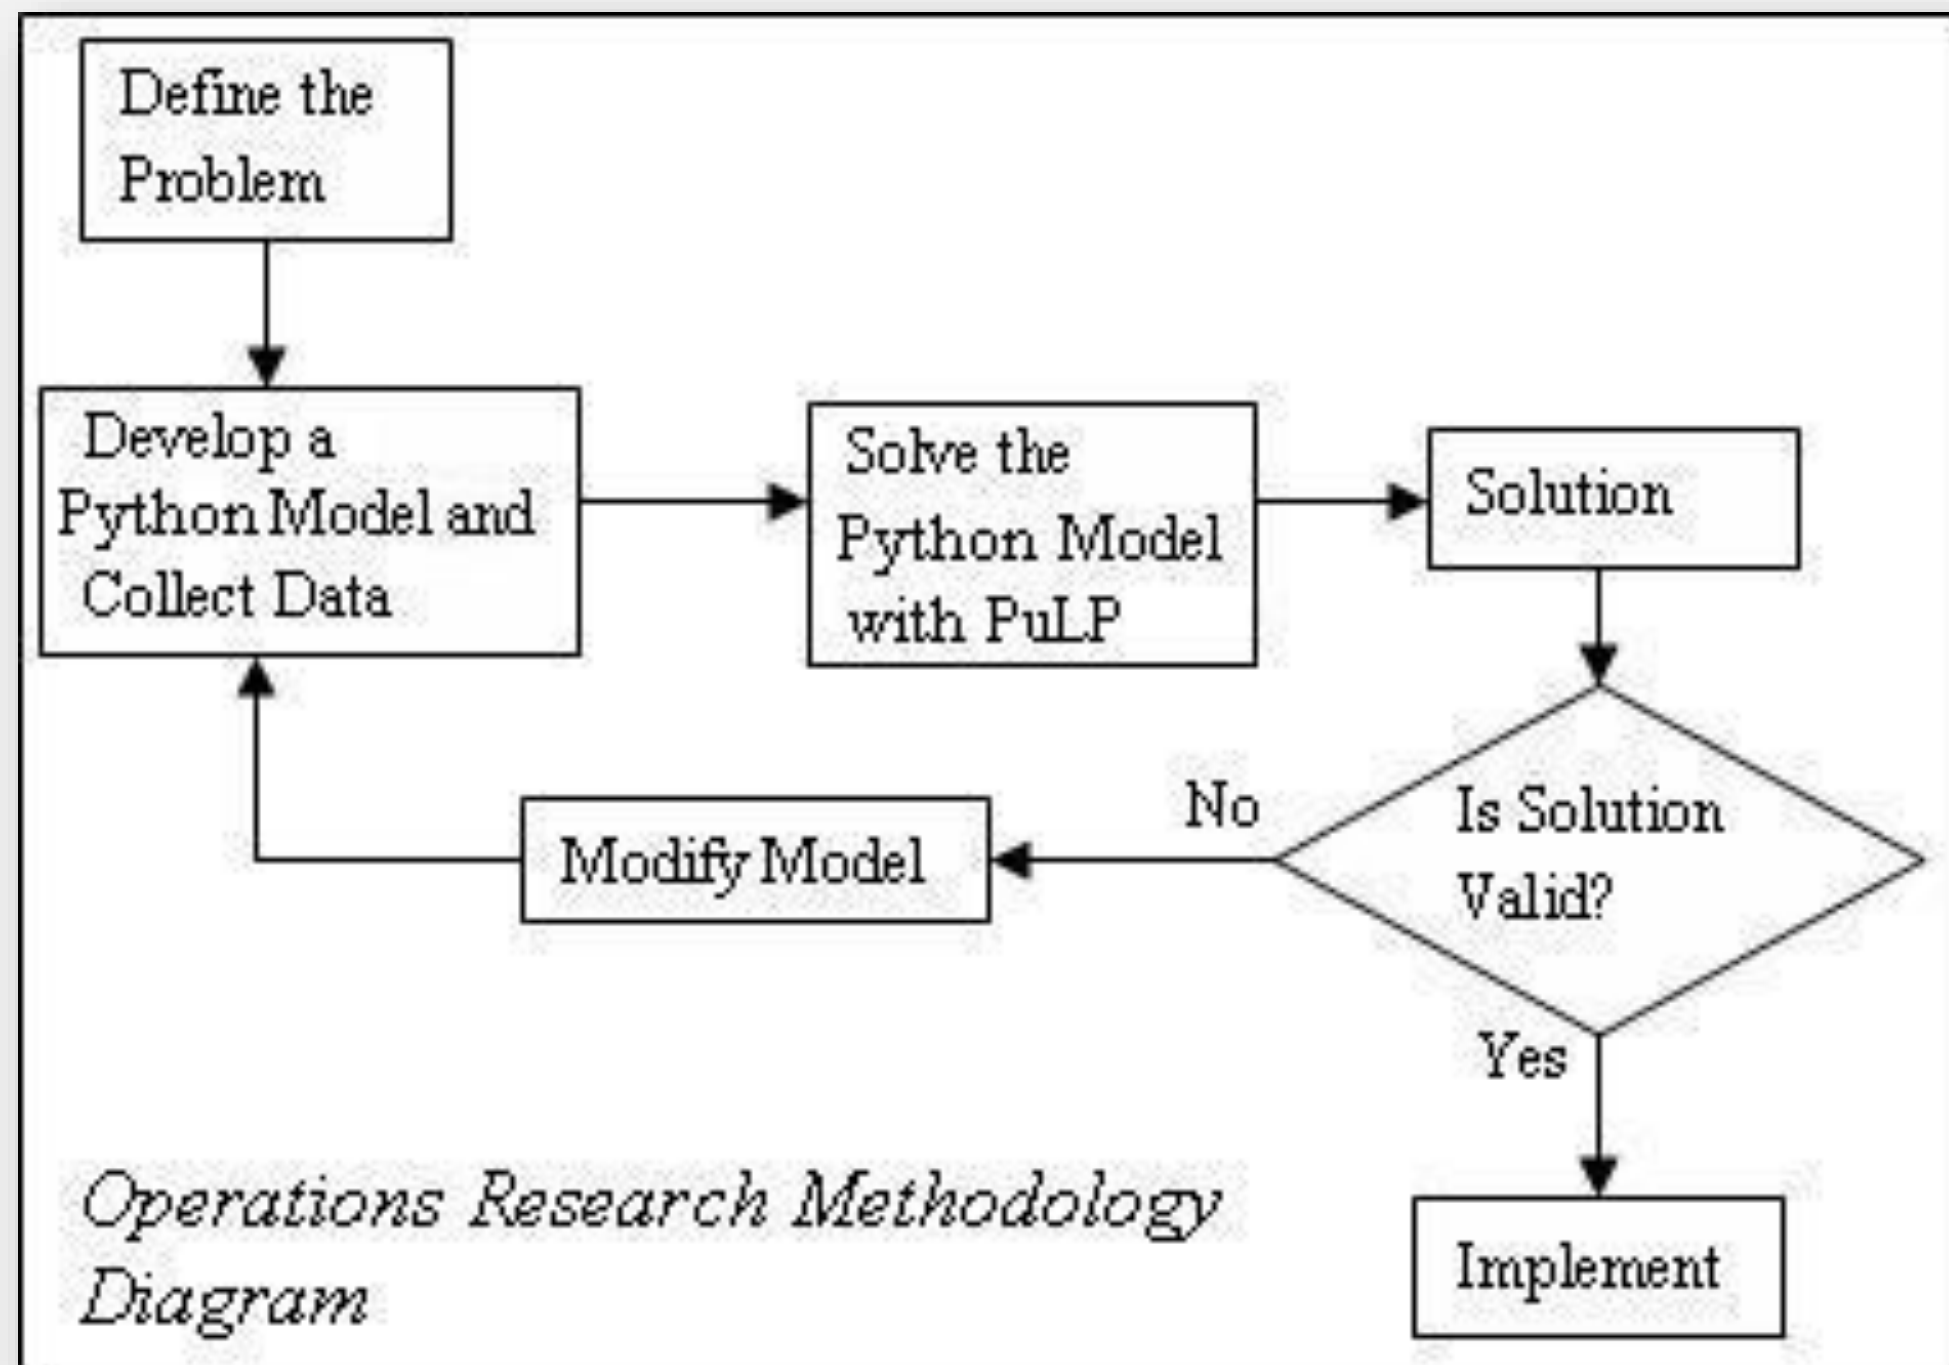 Define the
Problem
Develop a
Python Model and
Collect Data
Solve the
Python Model
with PuLP
Solution
Is Solution
Valid?
No
Modify Model
Yes
Implement
Operations Research Methodology
Diagram